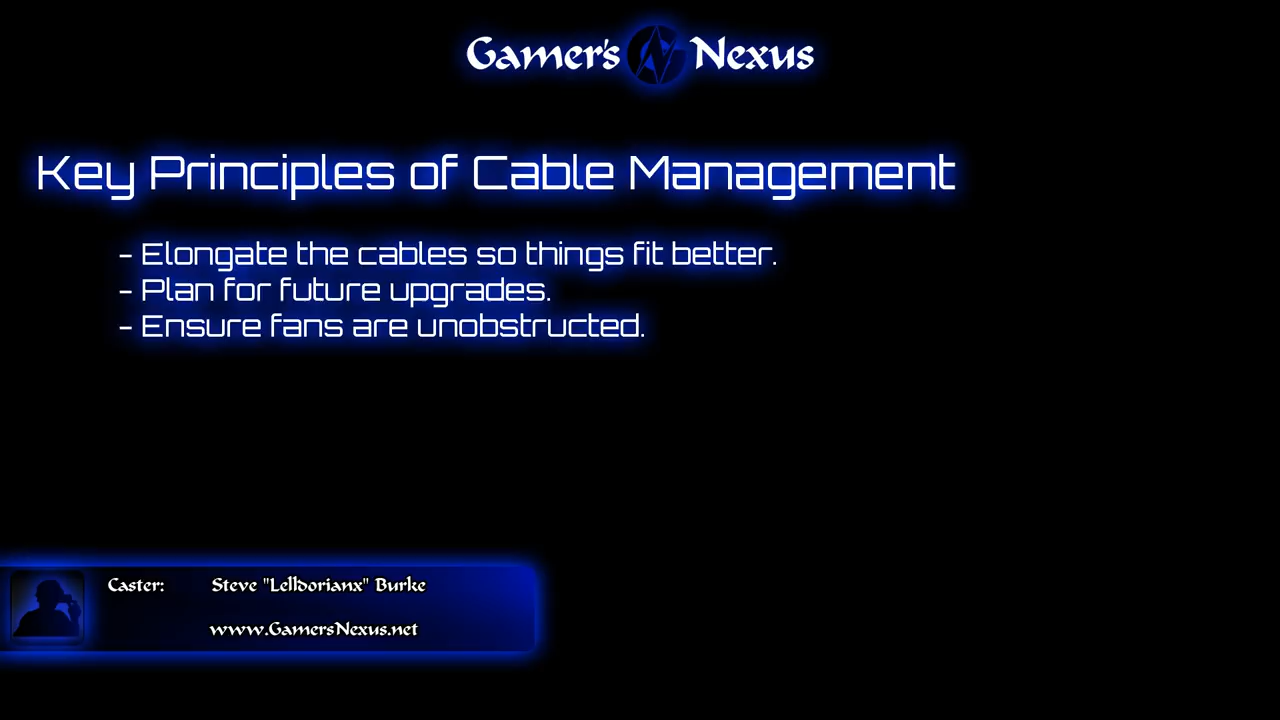 Gamer's Nexus
Key Principles of Cable Management
- Elongate the cables so things fit better.
- Plan for future upgrades.
- Ensure fans are unobstructed.
Caster: Steve "Lelldorianx" Burke
www.GamersNexus.net